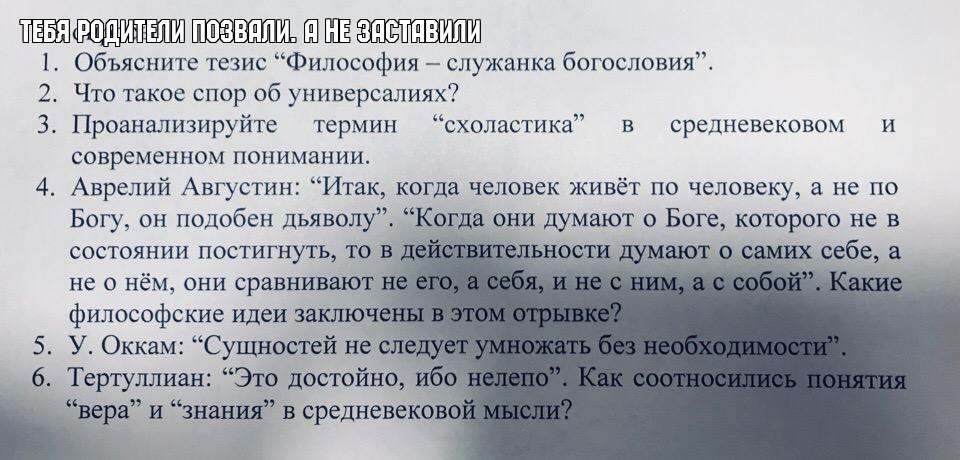 ТЕБЯ РОДИТЕЛИ ПОЗВАЛИ. А НЕ ЗАСТАВИЛИ
1. Объясните тезис “Философия – служанка богословия”.
2. Что такое спор об универсалиях?
3. Проанализируйте термин “схоластика” в средневековом и
современном понимании.
4. Аврелий Августин: “Итак, когда человек живёт по человеку, а не по
Богу, он подобен дьяволу”. “Когда они думают о Боге, которого не в
состоянии постигнуть, то в действительности думают о самих себе, а
не о нём, они сравнивают не его, а себя, и не с ним, а с собой”. Какие
философские идеи заключены в этом отрывке?
5. У. Оккам: “Сущностей не следует умножать без необходимости”.
6. Тертуллиан: “Это достойно, ибо нелепо”. Как соотносились понятия
“вера” и “знания” в средневековой мысли?